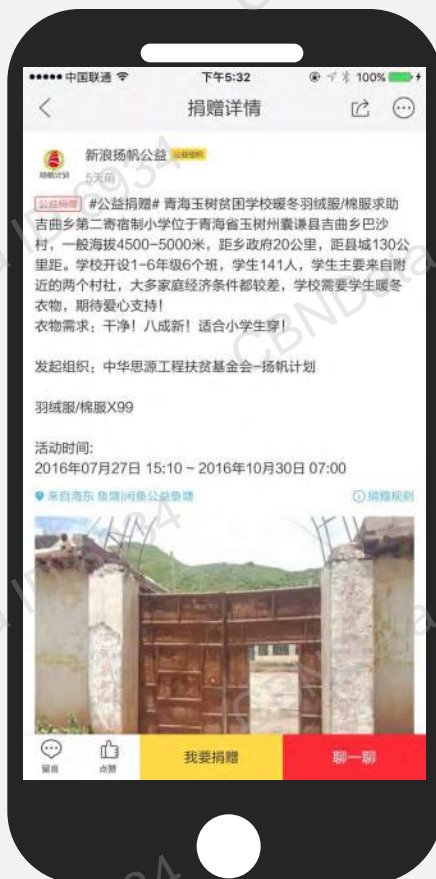 中国联通 下午5:32 100%
捐赠详情
新浪扬帆公益 公益组织
扬帆计划
5天前
公益捐赠 #公益捐赠# 青海玉树贫困学校暖冬羽绒服/棉服求助
吉曲乡第二寄宿制小学位于青海省玉树州囊谦县吉曲乡巴沙
村，一般海拔4500-5000米，距乡政府20公里，距县城130公
里距。学校开设1-6年级6个班，学生141人，学生主要来自附
近的两个村社，大多家庭经济条件都较差，学校需要学生暖冬
衣物，期待爱心支持！
衣物需求：干净！八成新！适合小学生穿！
发起组织：中华思源工程扶贫基金会-扬帆计划
羽绒服/棉服X99
活动时间:
2016年07月27日 15:10 ~ 2016年10月30日 07:00
来自海东 鱼塘|闲鱼公益鱼塘 捐赠规则
留言 点赞 我要捐赠 聊一聊